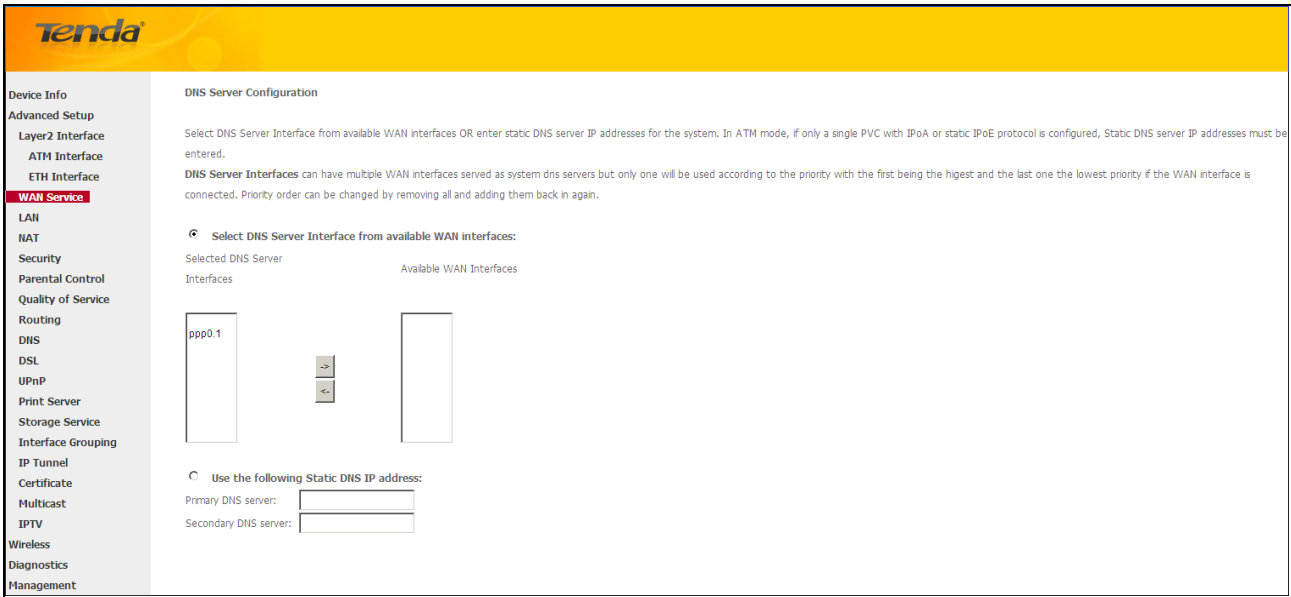 Tenda
Device Info
Advanced Setup
Layer2 Interface
ATM Interface
ETH Interface
WAN Service
LAN
NAT
Security
Parental Control
Quality of Service
Routing
DNS
DSL
UPnP
Print Server
Storage Service
Interface Grouping
IP Tunnel
Certificate
Multicast
IPTV
Wireless
Diagnostics
Management
DNS Server Configuration
Select DNS Server Interface from available WAN interfaces OR enter static DNS server IP addresses for the system. In ATM mode, if only a single PVC with IPoA or static IPoE protocol is configured, Static DNS server IP addresses must be
entered.
DNS Server Interfaces can have multiple WAN interfaces served as system dns servers but only one will be used according to the priority with the first being the higest and the last one the lowest priority if the WAN interface is
connected. Priority order can be changed by removing all and adding them back in again.
Select DNS Server Interface from available WAN interfaces:
Selected DNS Server
Interfaces
Available WAN Interfaces
ppp0.1
->
<-
Use the following Static DNS IP address:
Primary DNS server:
Secondary DNS server: